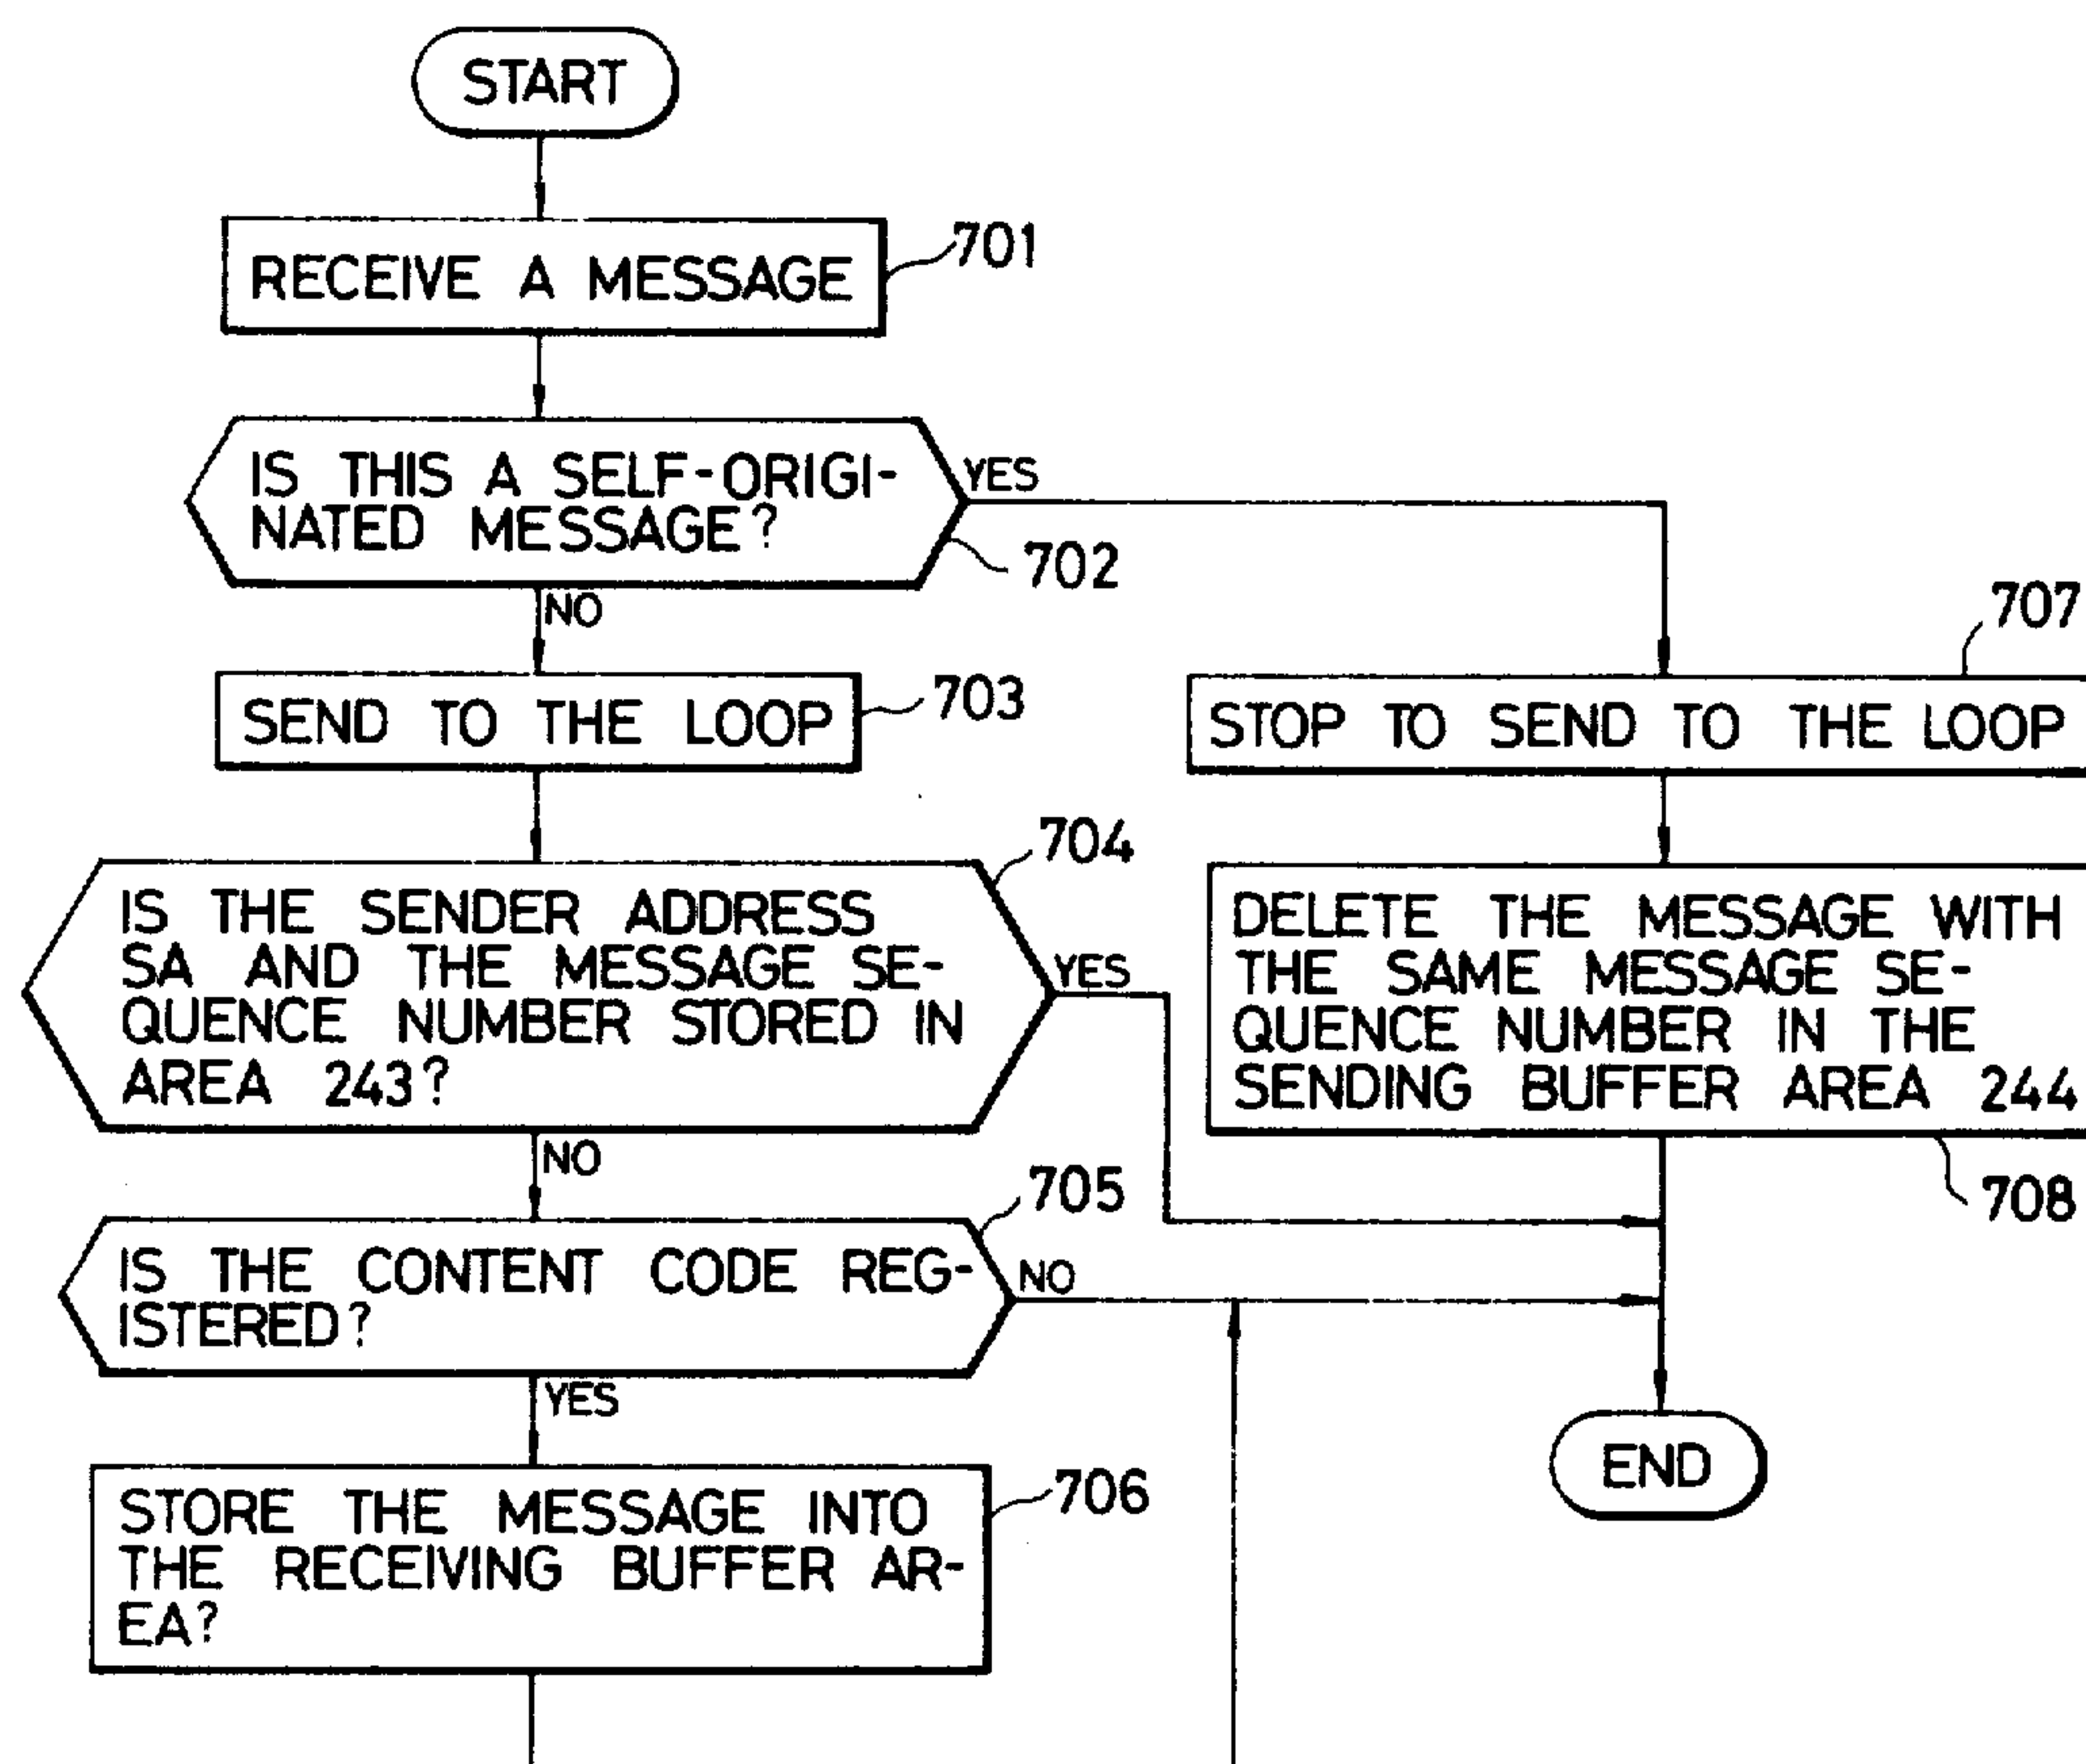 START
RECEIVE A MESSAGE
701
IS THIS A SELF-ORIGI-
NATED MESSAGE?
YES
702
NO
SEND TO THE LOOP
703
707
STOP TO SEND TO THE LOOP
704
IS THE SENDER ADDRESS
SA AND THE MESSAGE SE-
QUENCE NUMBER STORED IN
AREA 243?
YES
NO
DELETE THE MESSAGE WITH
THE SAME MESSAGE SE-
QUENCE NUMBER IN THE
SENDING BUFFER AREA 244
708
705
IS THE CONTENT CODE REG-
ISTERED?
NO
YES
END
STORE THE MESSAGE INTO
THE RECEIVING BUFFER AR-
EA?
706